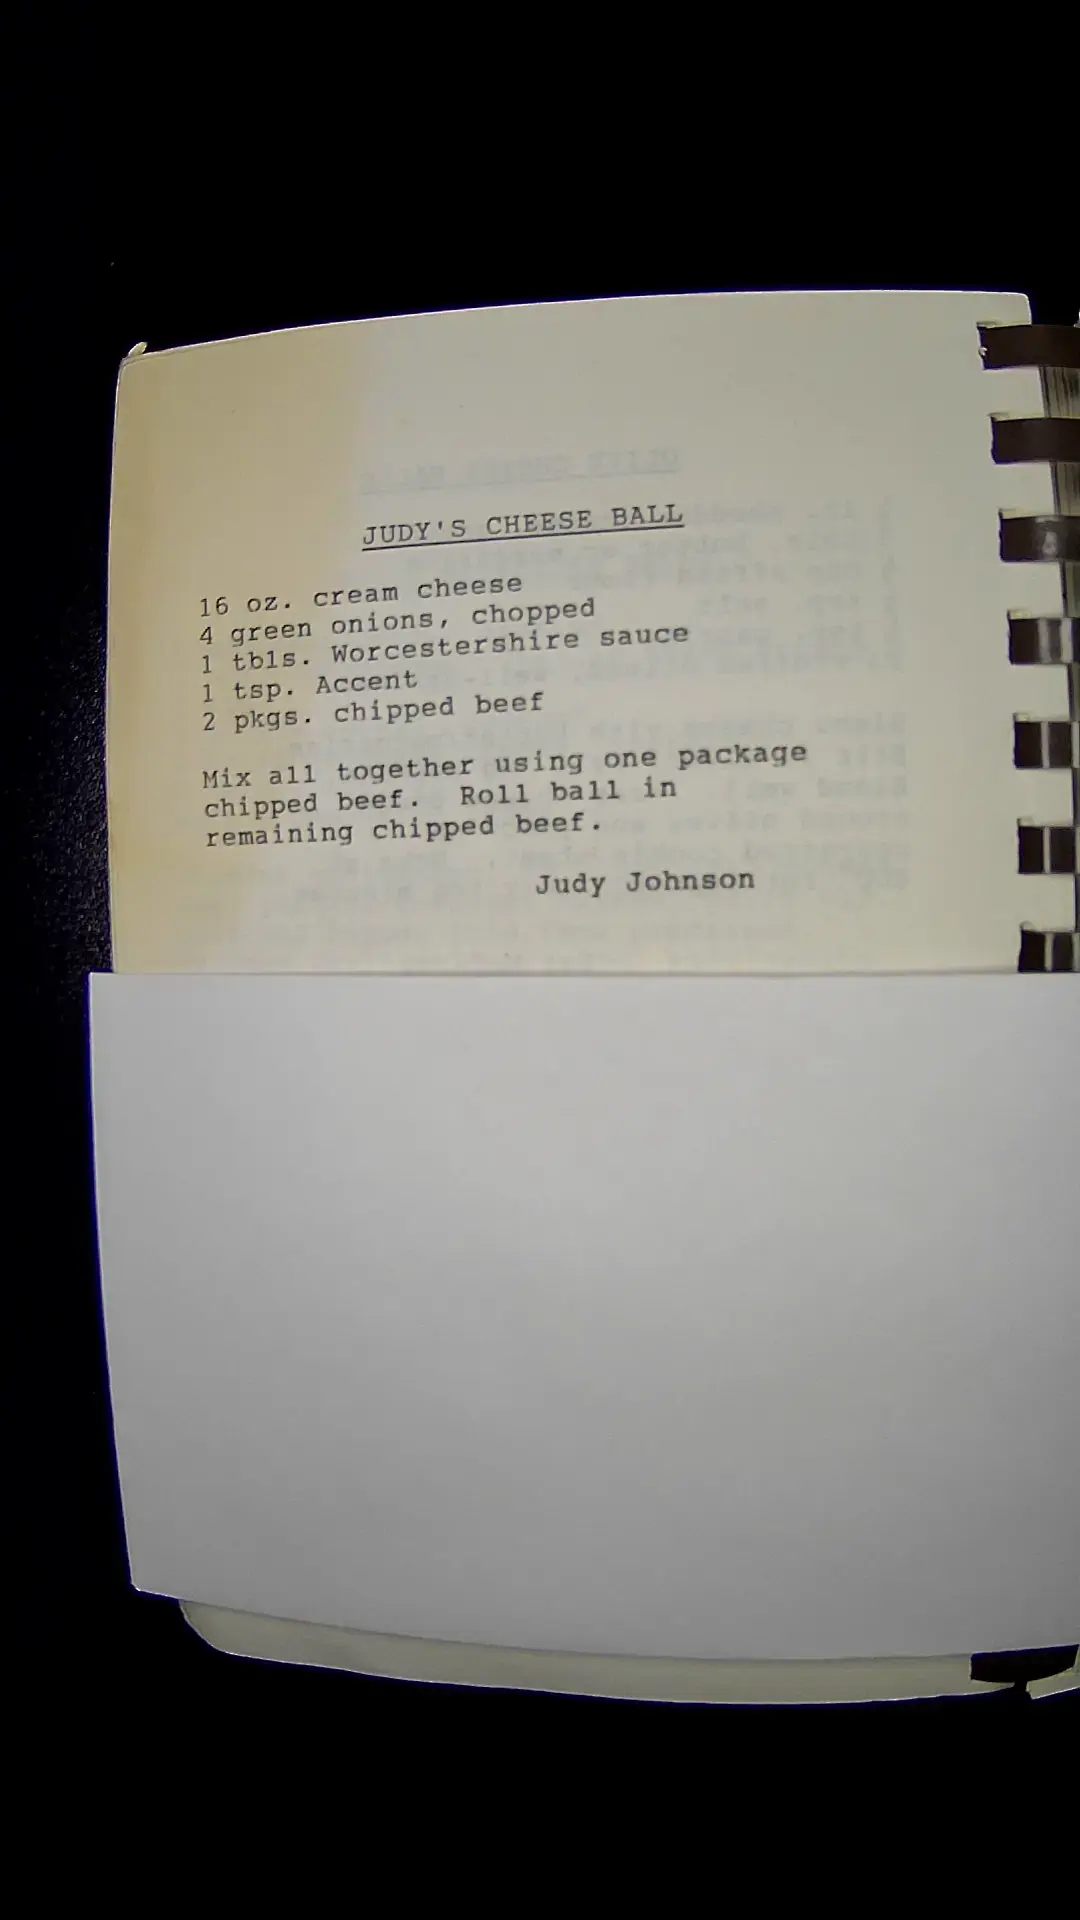 JUDY'S CHEESE BALL
16 oz. cream cheese
4 green onions, chopped
1 tbls. Worcestershire sauce
1 tsp. Accent
2 pkgs. chipped beef
Mix all together using one package
chipped beef. Roll ball in
remaining chipped beef.
Judy Johnson